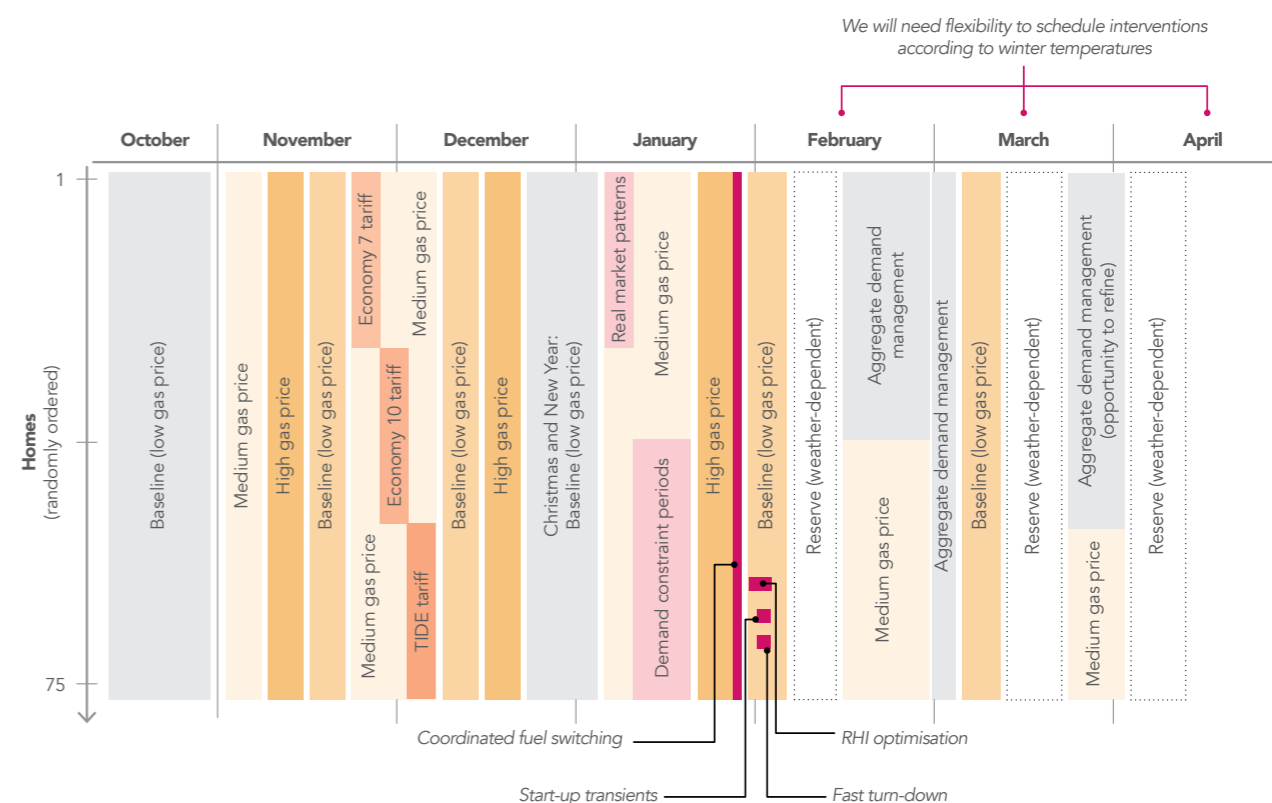 We will need flexibility to schedule interventions
according to winter temperatures
October
November
December
January
February
March
April
1
75
Homes
(randomly ordered)
Baseline (low gas price)
Medium gas price
High gas price
Baseline (low gas price)
Economy 7 tariff
Economy 10 tariff
TIDE tariff
Medium gas price
Medium gas price
Baseline (low gas price)
High gas price
Christmas and New Year:
Baseline (low gas price)
Real market patterns
Medium gas price
Demand constraint periods
High gas price
Baseline (low gas price)
Reserve (weather-dependent)
Aggregate demand
management
Medium gas price
Aggregate demand management
Baseline (low gas price)
Reserve (weather-dependent)
Aggregate demand management
(opportunity to refine)
Medium gas price
Reserve (weather-dependent)
Coordinated fuel switching
RHI optimisation
Start-up transients
Fast turn-down